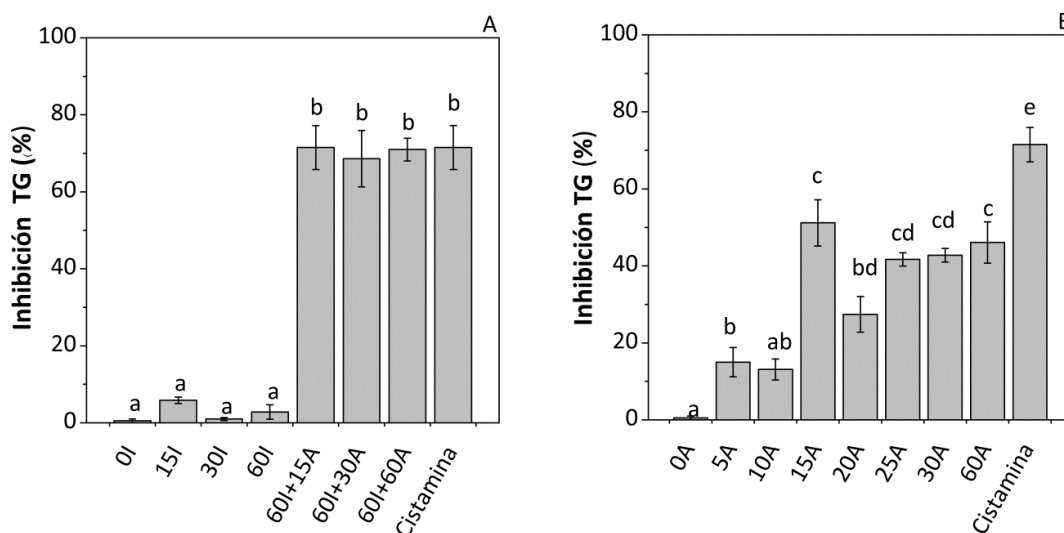 A
Inhibición TG (%)
100
80
60
40
20
0
a
a
a
a
b
b
b
b
0I
15I
30I
60I
60I+15A
60I+30A
60I+60A
Cistamina
Inhibición TG (%)
100
80
60
40
20
0
a
b
ab
c
bd
cd
cd
c
e
0A
5A
10A
15A
20A
25A
30A
60A
Cistamina